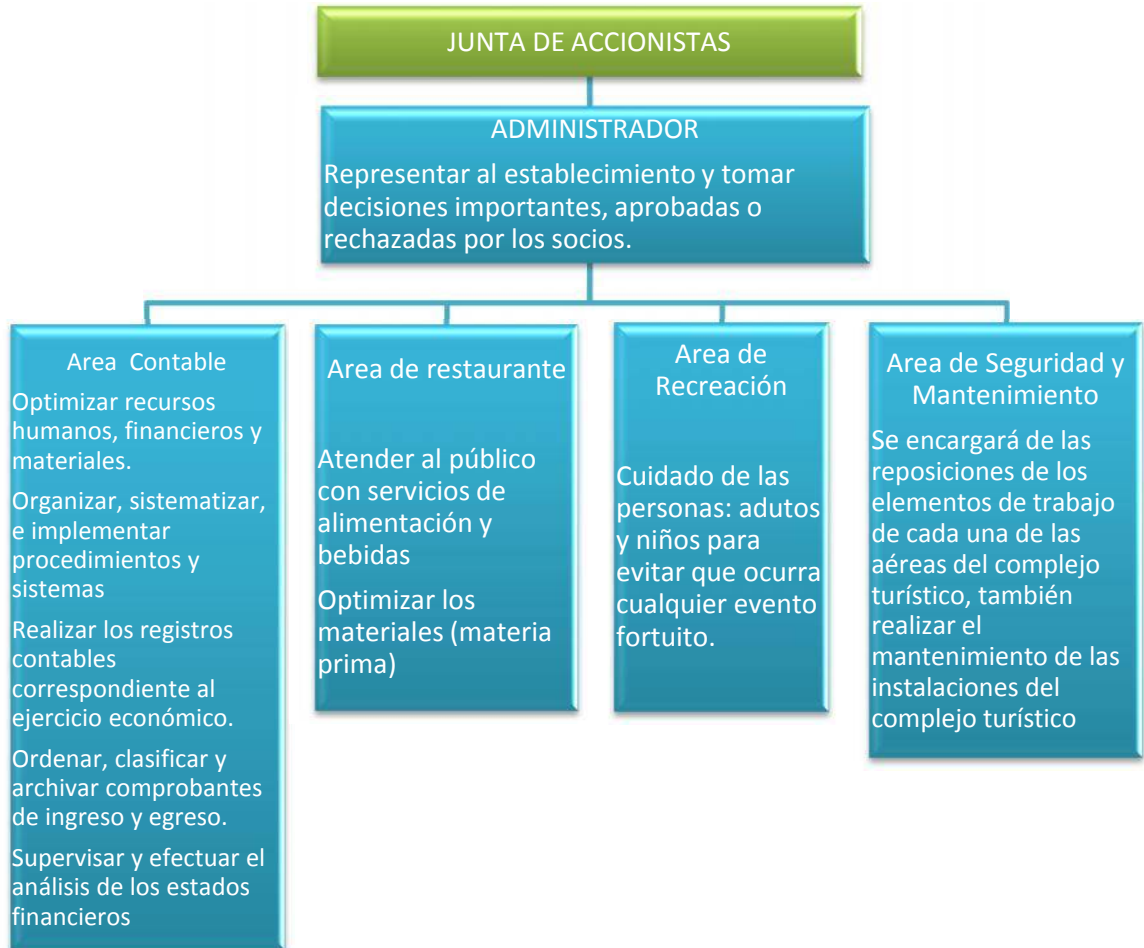 JUNTA DE ACCIONISTAS
ADMINISTRADOR
Representar al establecimiento y tomar
decisiones importantes, aprobadas o
rechazadas por los socios.
Area Contable
Optimizar recursos
humanos, financieros y
materiales.
Organizar, sistematizar,
e implementar
procedimientos y
sistemas
Realizar los registros
contables
correspondiente al
ejercicio económico.
Ordenar, clasificar y
archivar comprobantes
de ingreso y egreso.
Supervisar y efectuar el
análisis de los estados
financieros
Area de restaurante
Atender al público
con servicios de
alimentación y
bebidas
Optimizar los
materiales (materia
prima)
Area de
Recreación
Cuidado de las
personas: adutos
y niños para
evitar que ocurra
cualquier evento
fortuito.
Area de Seguridad y
Mantenimiento
Se encargará de las
reposiciones de los
elementos de trabajo
de cada una de las
aéreas del complejo
turístico, también
realizar el
mantenimiento de las
instalaciones del
complejo turístico